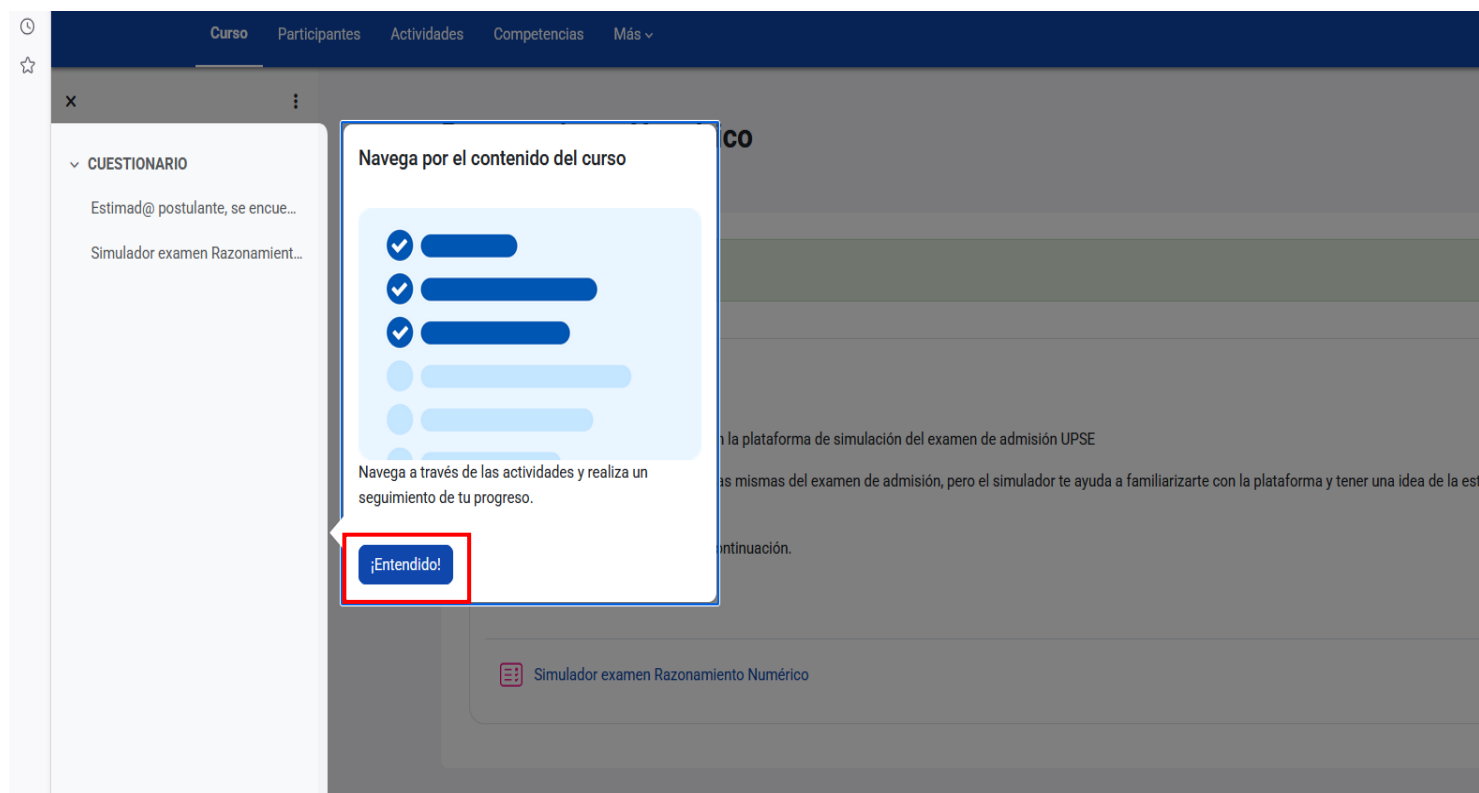 Curso Participantes Actividades Competencias Más
CUESTIONARIO
Estimad@ postulante, se encue...
Simulador examen Razonamient...
Navega por el contenido del curso
Navega a través de las actividades y realiza un
seguimiento de tu progreso.
¡Entendido!
ico
la plataforma de simulación del examen de admisión UPSE
as mismas del examen de admisión, pero el simulador te ayuda a familiarizarte con la plataforma y tener una idea de la est
ontinuación.
Simulador examen Razonamiento Numérico